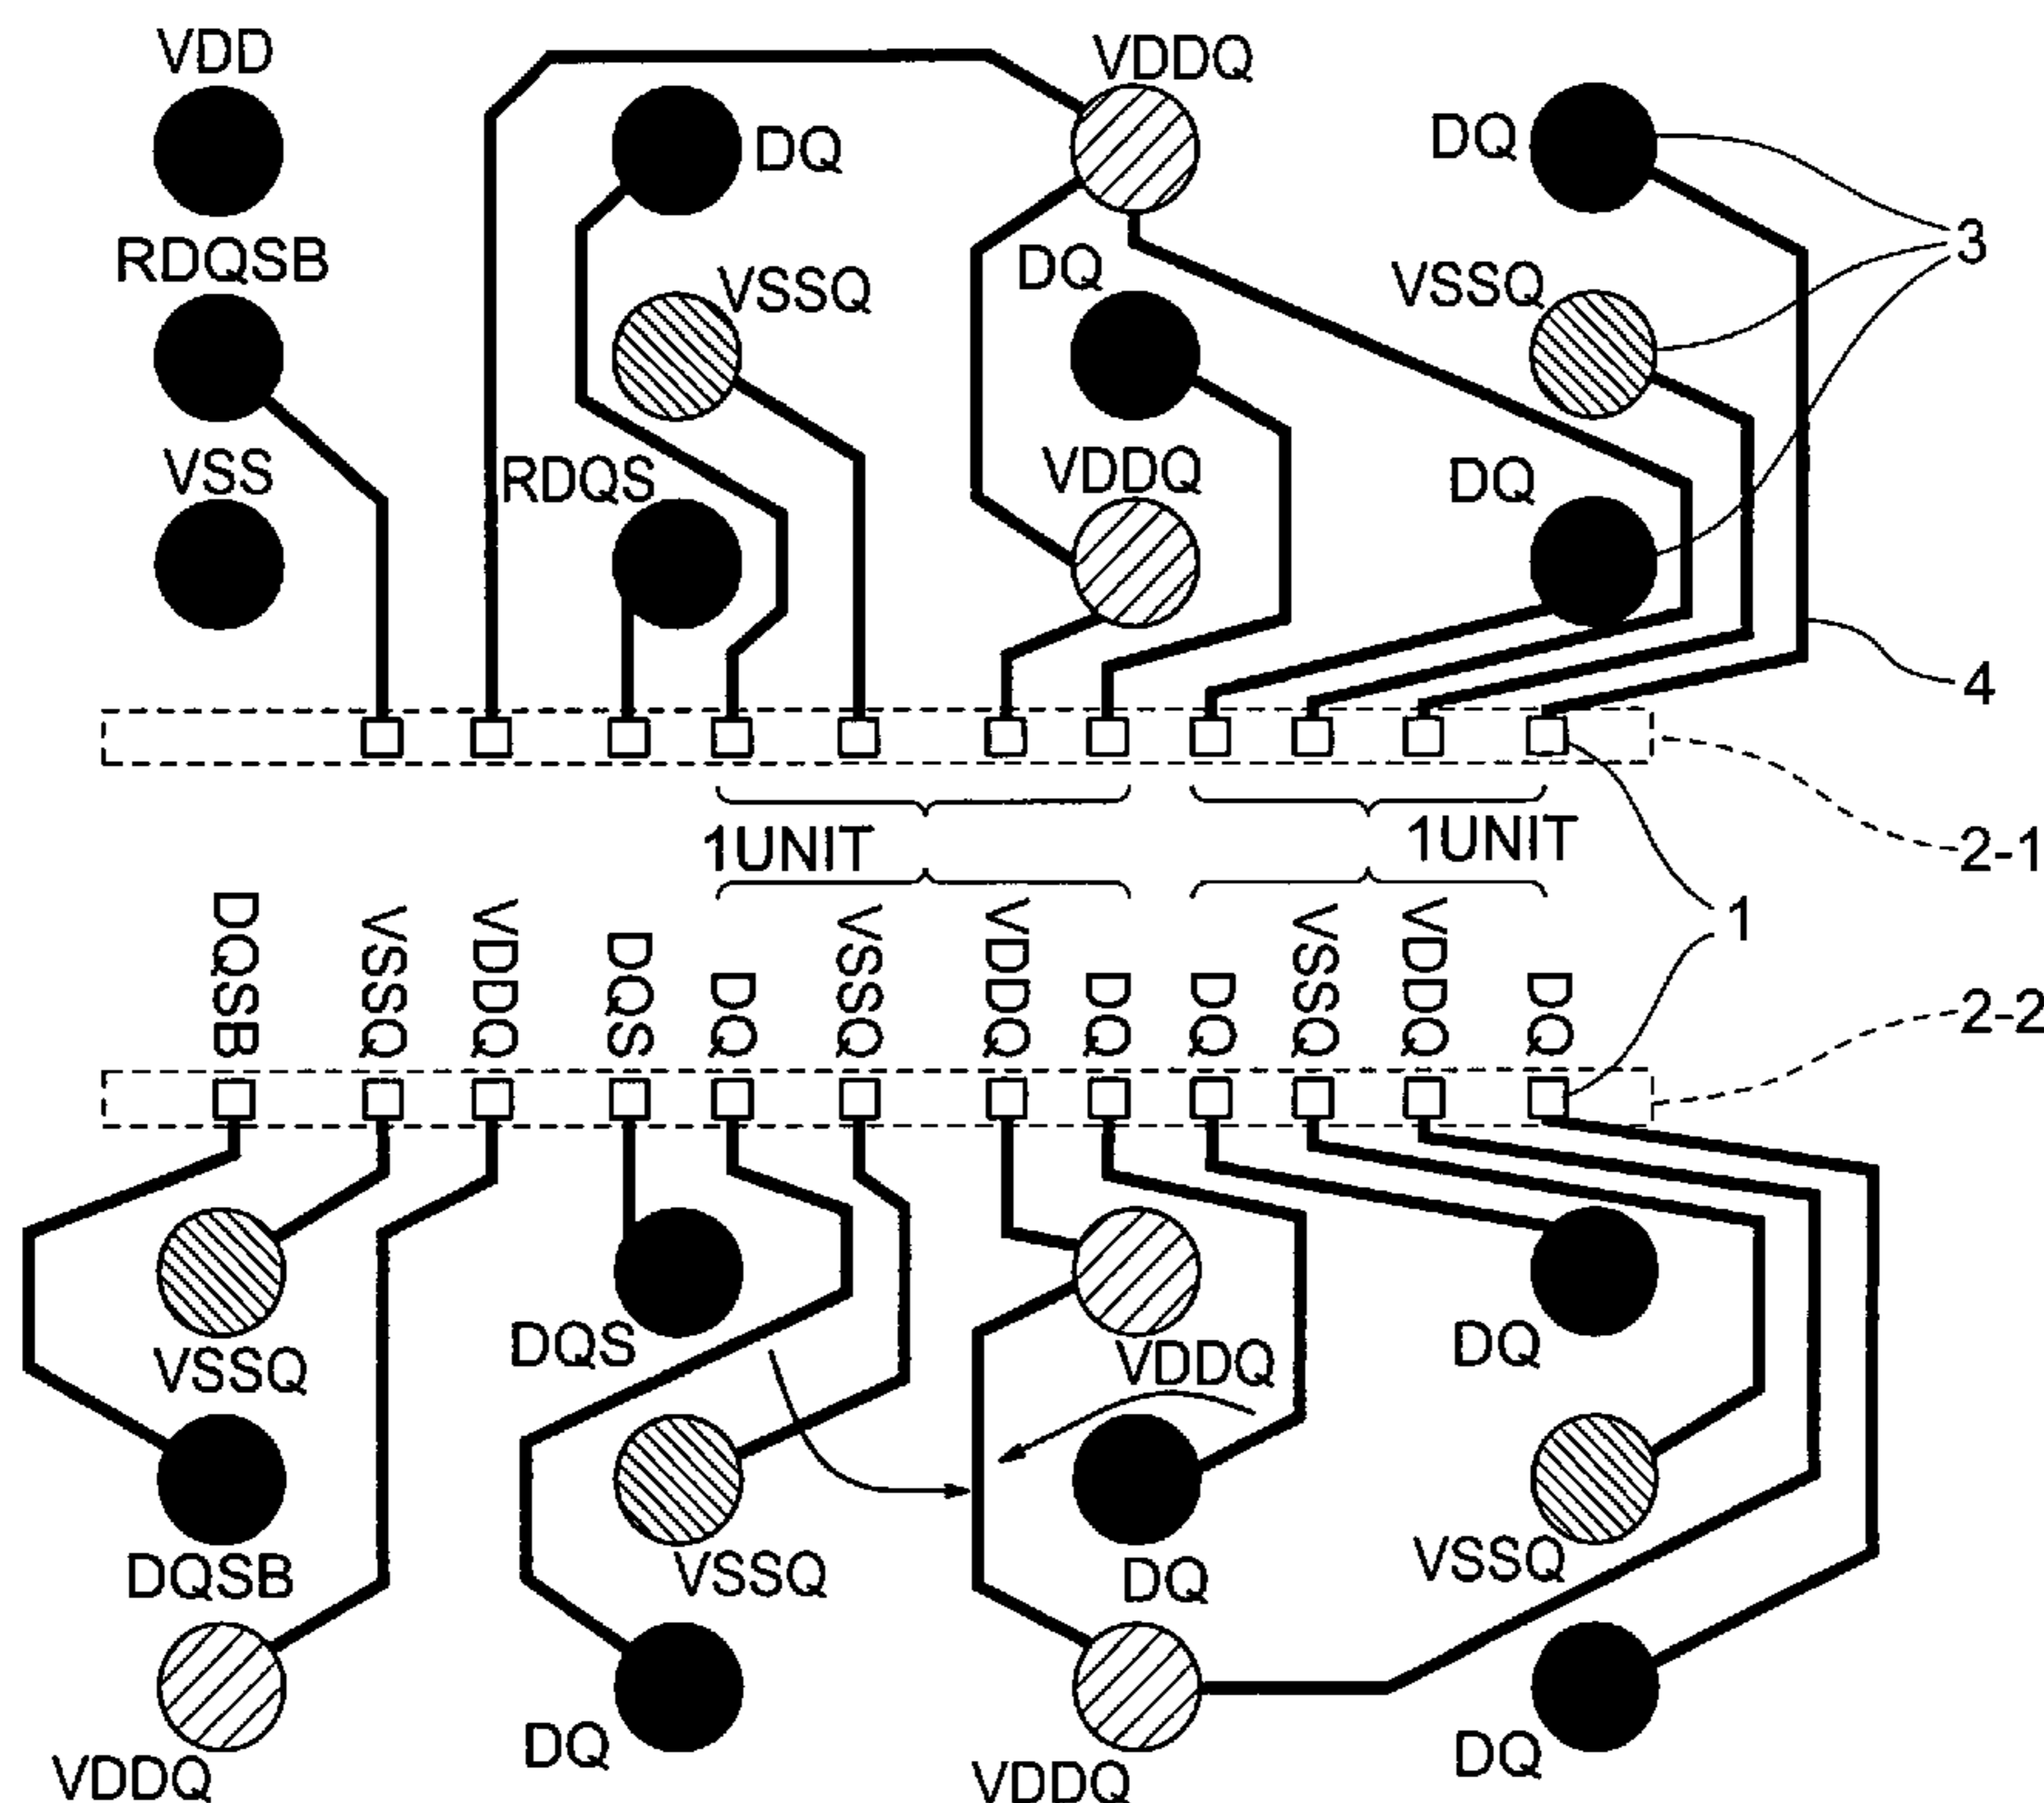 VDD
VDDQ
DQ
DQ
RDQSB
VSSQ
DQ
VSSQ
3
VSS
RDQS
VDDQ
DQ
4
1UNIT
1UNIT
2-1
1
DQSB
VSSQ
VDDQ
DQS
DQ
VSSQ
VDDQ
DQ
DQ
VSSQ
VDDQ
DQ
2-2
VSSQ
DQS
VDDQ
DQ
DQSB
VSSQ
DQ
VSSQ
VDDQ
DQ
VDDQ
DQ